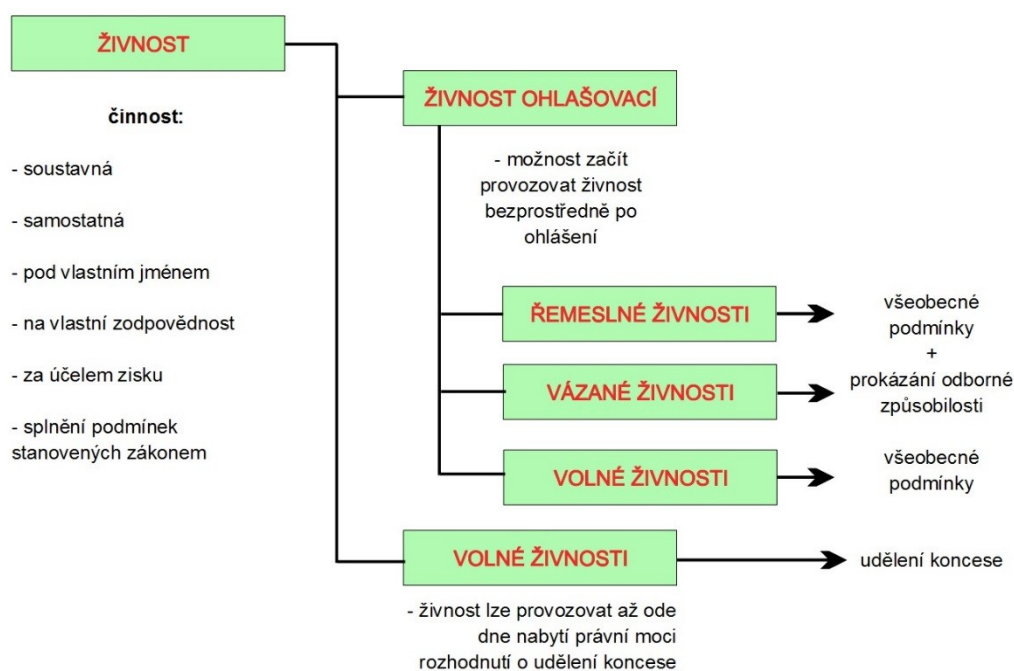 ŽIVNOST
činnost:
- soustavná
- samostatná
- pod vlastním jménem
- na vlastní zodpovědnost
- za účelem zisku
- splnění podmínek
stanovených zákonem
ŽIVNOST OHLAŠOVACÍ
- možnost začít
provozovat živnost
bezprostředně po
ohlášení
ŘEMESLNÉ ŽIVNOSTI
VÁZANÉ ŽIVNOSTI
všeobecné
podmínky
+
prokázání odborné
způsobilosti
VOLNÉ ŽIVNOSTI
všeobecné
podmínky
VOLNÉ ŽIVNOSTI
udělení koncese
- živnost lze provozovat až ode
dne nabytí právní moci
rozhodnutí o udělení koncese